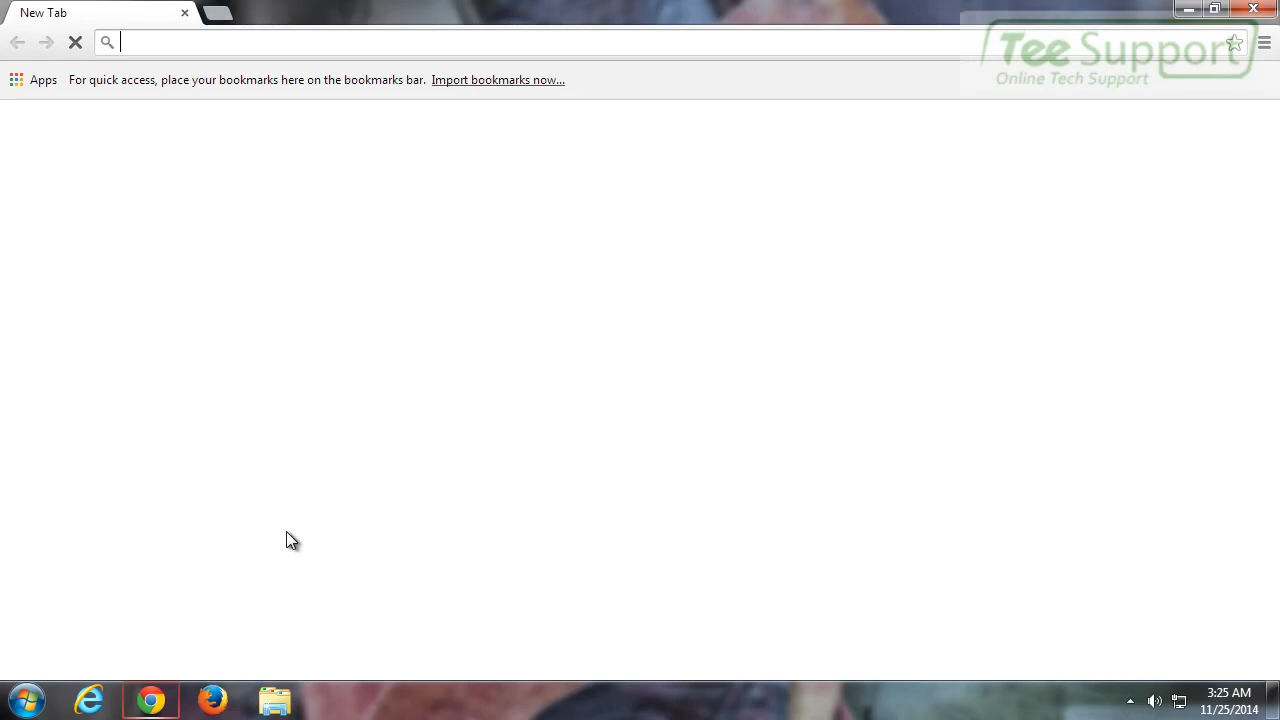 New Tab
Tee Support
Online Tech Support
Apps
For quick access, place your bookmarks here on the bookmarks bar. Import bookmarks now...
3:25 AM
11/25/2014